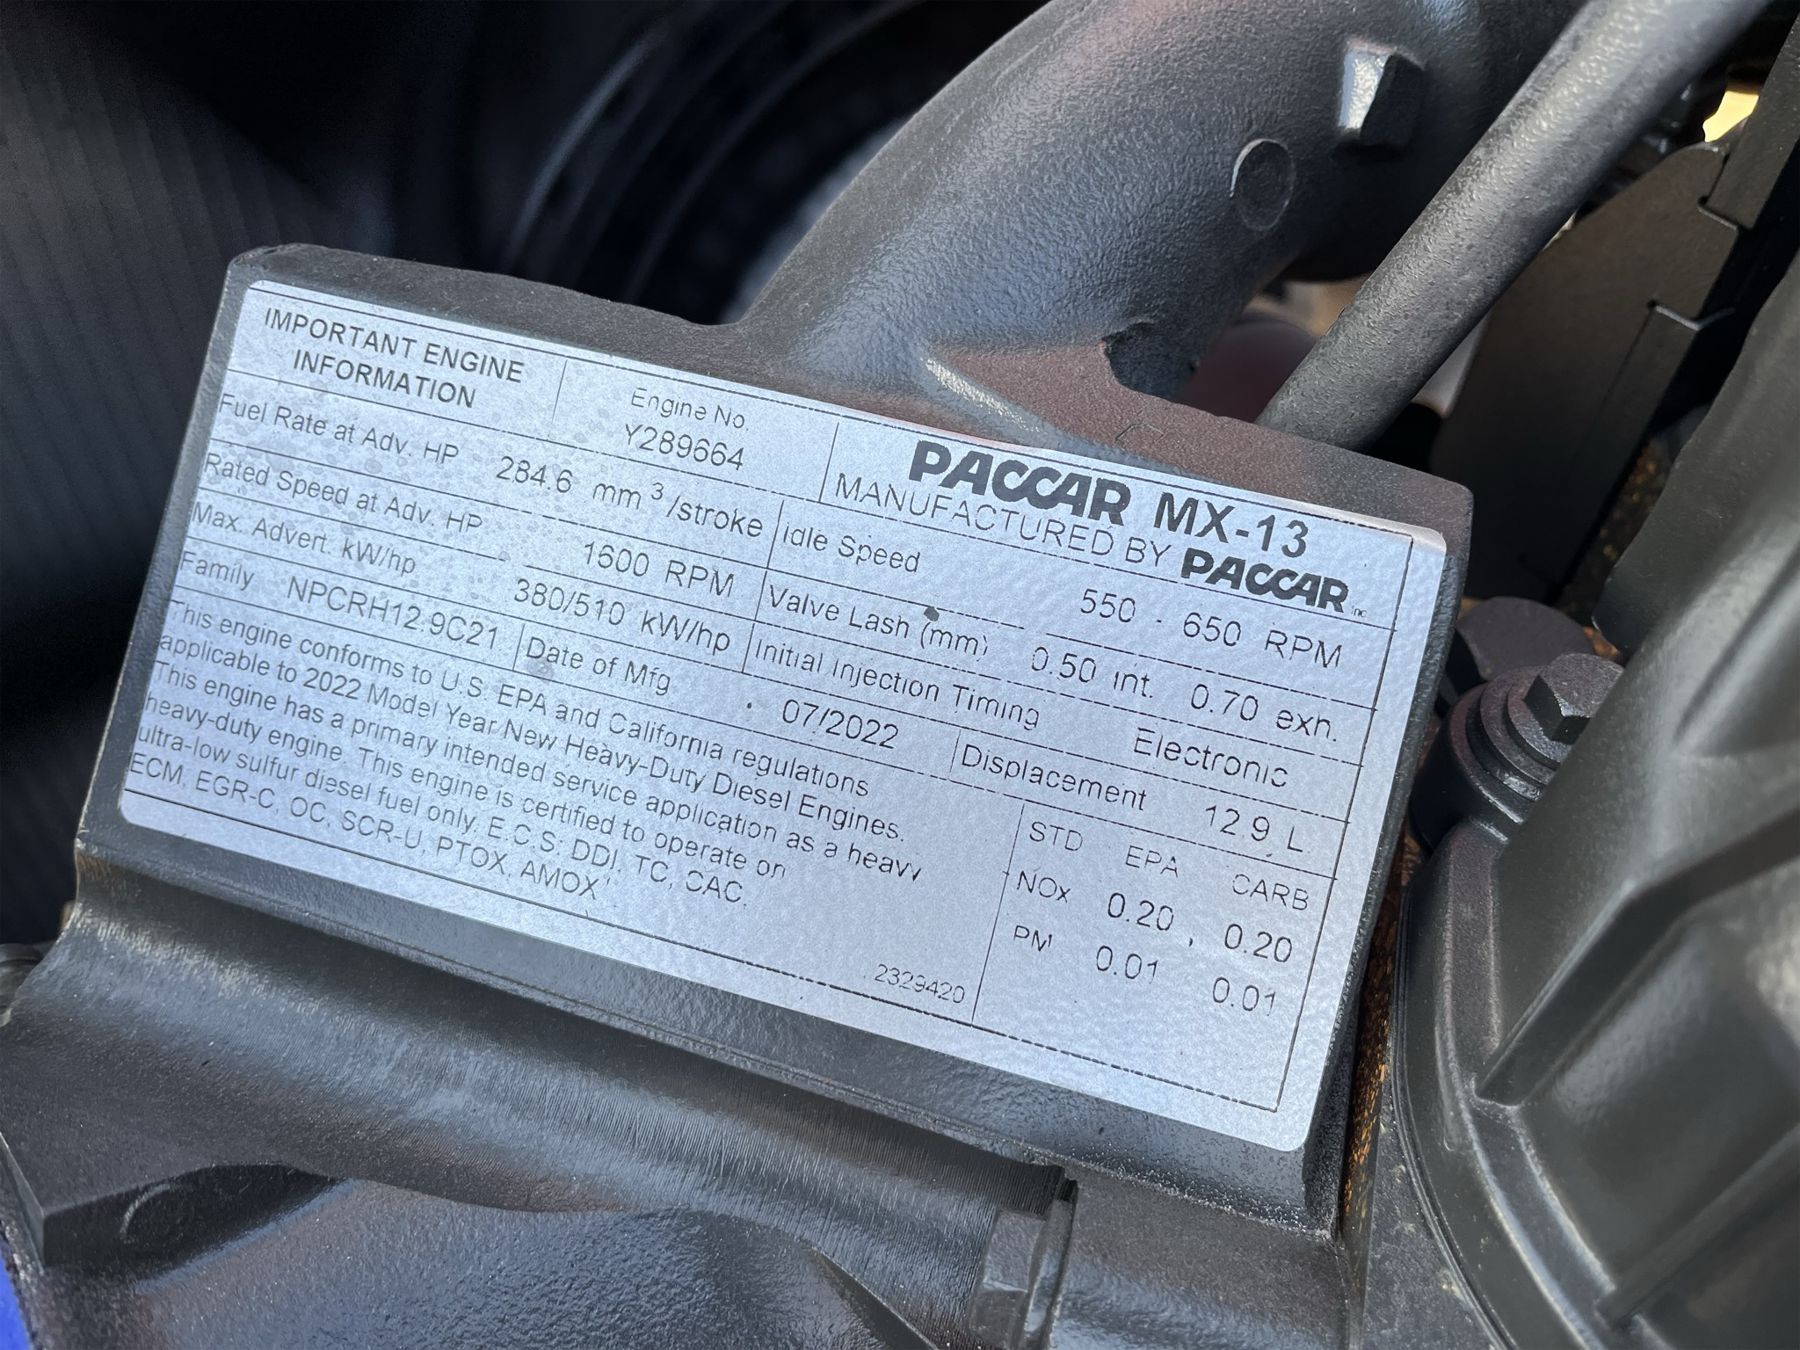 IMPORTANT ENGINE
INFORMATION
Engine No.
Y289664
PACCAR MX-13
MANUFACTURED BY PACCAR Inc
Fuel Rate at Adv. HP 284.6 mm³/stroke
Idle Speed 550 - 650 RPM
Rated Speed at Adv. HP 1600 RPM
Valve Lash (mm) 0.50 int. 0.70 exh.
Max. Advert. kW/hp 380/510 kW/hp
Initial Injection Timing Electronic
Family NPCRH12.9C21
Date of Mfg. 07/2022
Displacement 12.9 L
This engine conforms to U.S. EPA and California regulations
applicable to 2022 Model Year New Heavy-Duty Diesel Engines.
This engine has a primary intended service application as a heavy
heavy-duty engine. This engine is certified to operate on
ultra-low sulfur diesel fuel only. E.C.S: DDI, TC, CAC,
ECM, EGR-C, OC, SCR-U, PTOX, AMOX
2329420
STD EPA CARB
NOx 0.20 0.20
PM 0.01 0.01